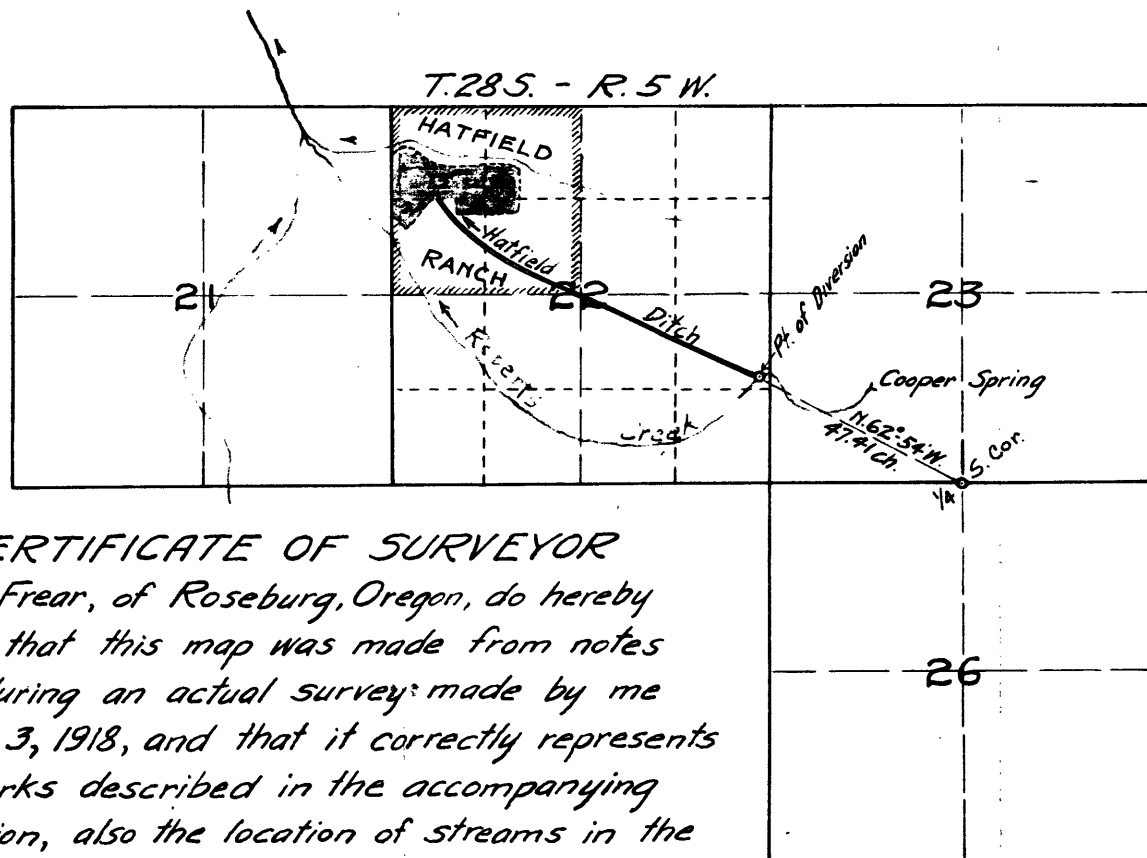 T.28 S. - R. 5 W.
HATFIELD
RANCH
Hatfield
Ditch
21
22
23
Pt. of Diversion
Roberts
Creek
Cooper Spring
N.62°-54'W.
47.41 ch.
S. Cor.
1/4
26
ERTIFICATE OF SURVEYOR
Frear, of Roseburg, Oregon, do hereby
that this map was made from notes
uring an actual survey made by me
3, 1918, and that it correctly represents
rks described in the accompanying
ion, also the location of streams in the